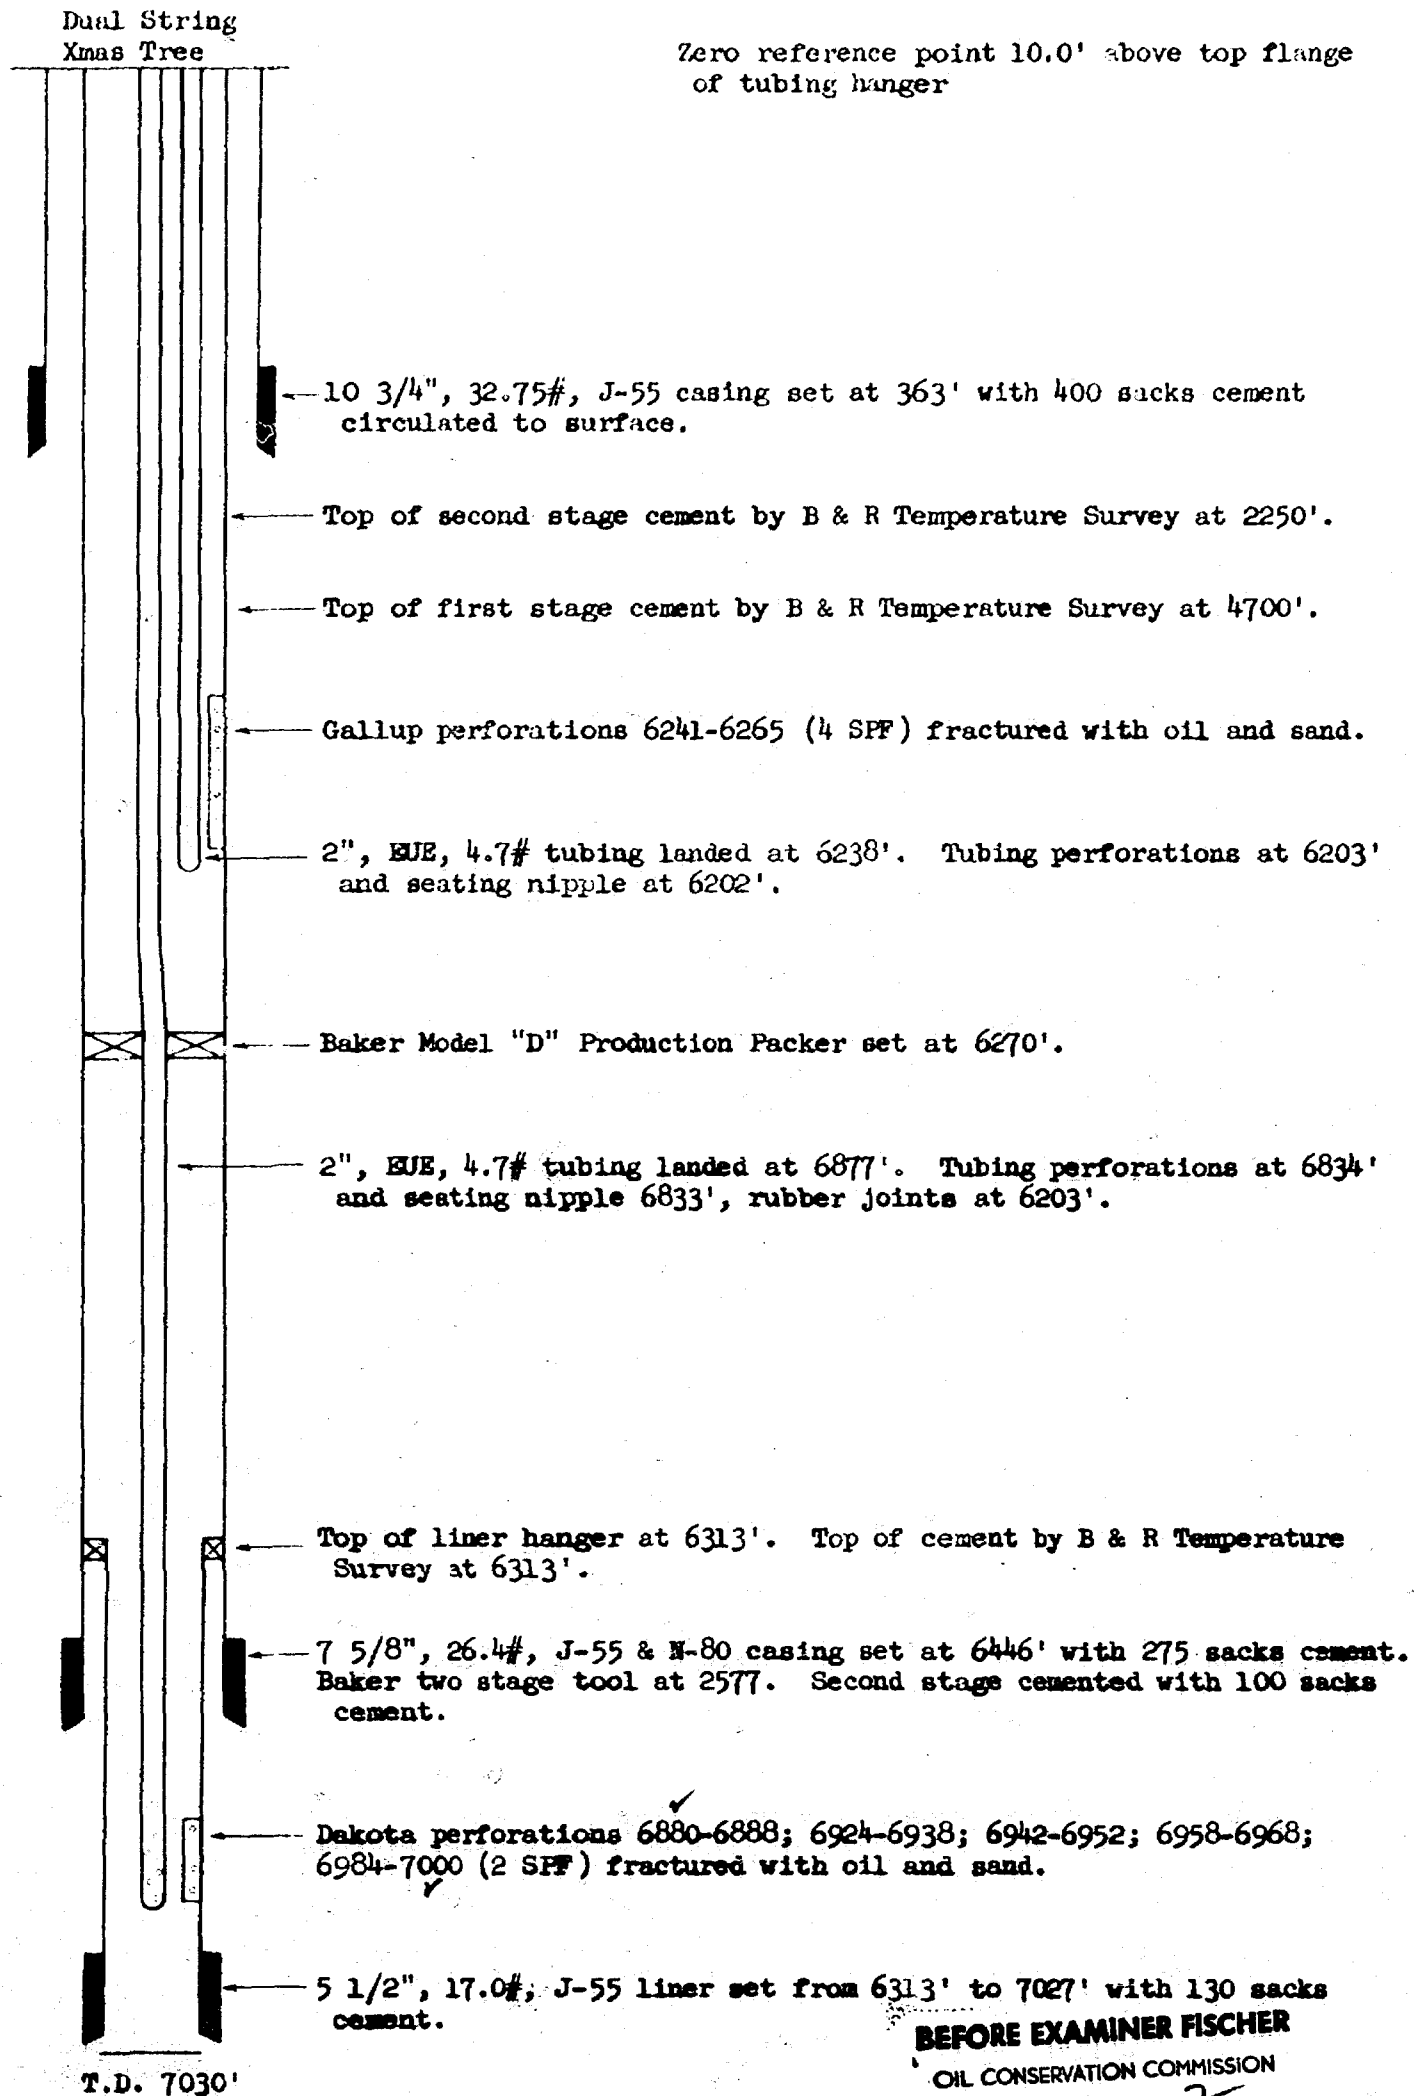 Dual String
Xmas Tree
Zero reference point 10.0' above top flange
of tubing hanger
10 3/4", 32.75#, J-55 casing set at 363' with 400 sacks cement
circulated to surface.
Top of second stage cement by B & R Temperature Survey at 2250'.
Top of first stage cement by B & R Temperature Survey at 4700'.
Gallup perforations 6241-6265 (4 SPF) fractured with oil and sand.
2", EUE, 4.7# tubing landed at 6238'. Tubing perforations at 6203'
and seating nipple at 6202'.
Baker Model "D" Production Packer set at 6270'.
2", EUE, 4.7# tubing landed at 6877'. Tubing perforations at 6834'
and seating nipple 6833', rubber joints at 6203'.
Top of liner hanger at 6313'. Top of cement by B & R Temperature
Survey at 6313'.
7 5/8", 26.4#, J-55 & N-80 casing set at 6446' with 275 sacks cement.
Baker two stage tool at 2577. Second stage cemented with 100 sacks
cement.
Dakota perforations 6880-6888; 6924-6938; 6942-6952; 6958-6968;
6984-7000 (2 SPF) fractured with oil and sand.
5 1/2", 17.0#, J-55 liner set from 6313' to 7027' with 130 sacks
cement.
BEFORE EXAMINER FISCHER
OIL CONSERVATION COMMISSION
T.D. 7030'